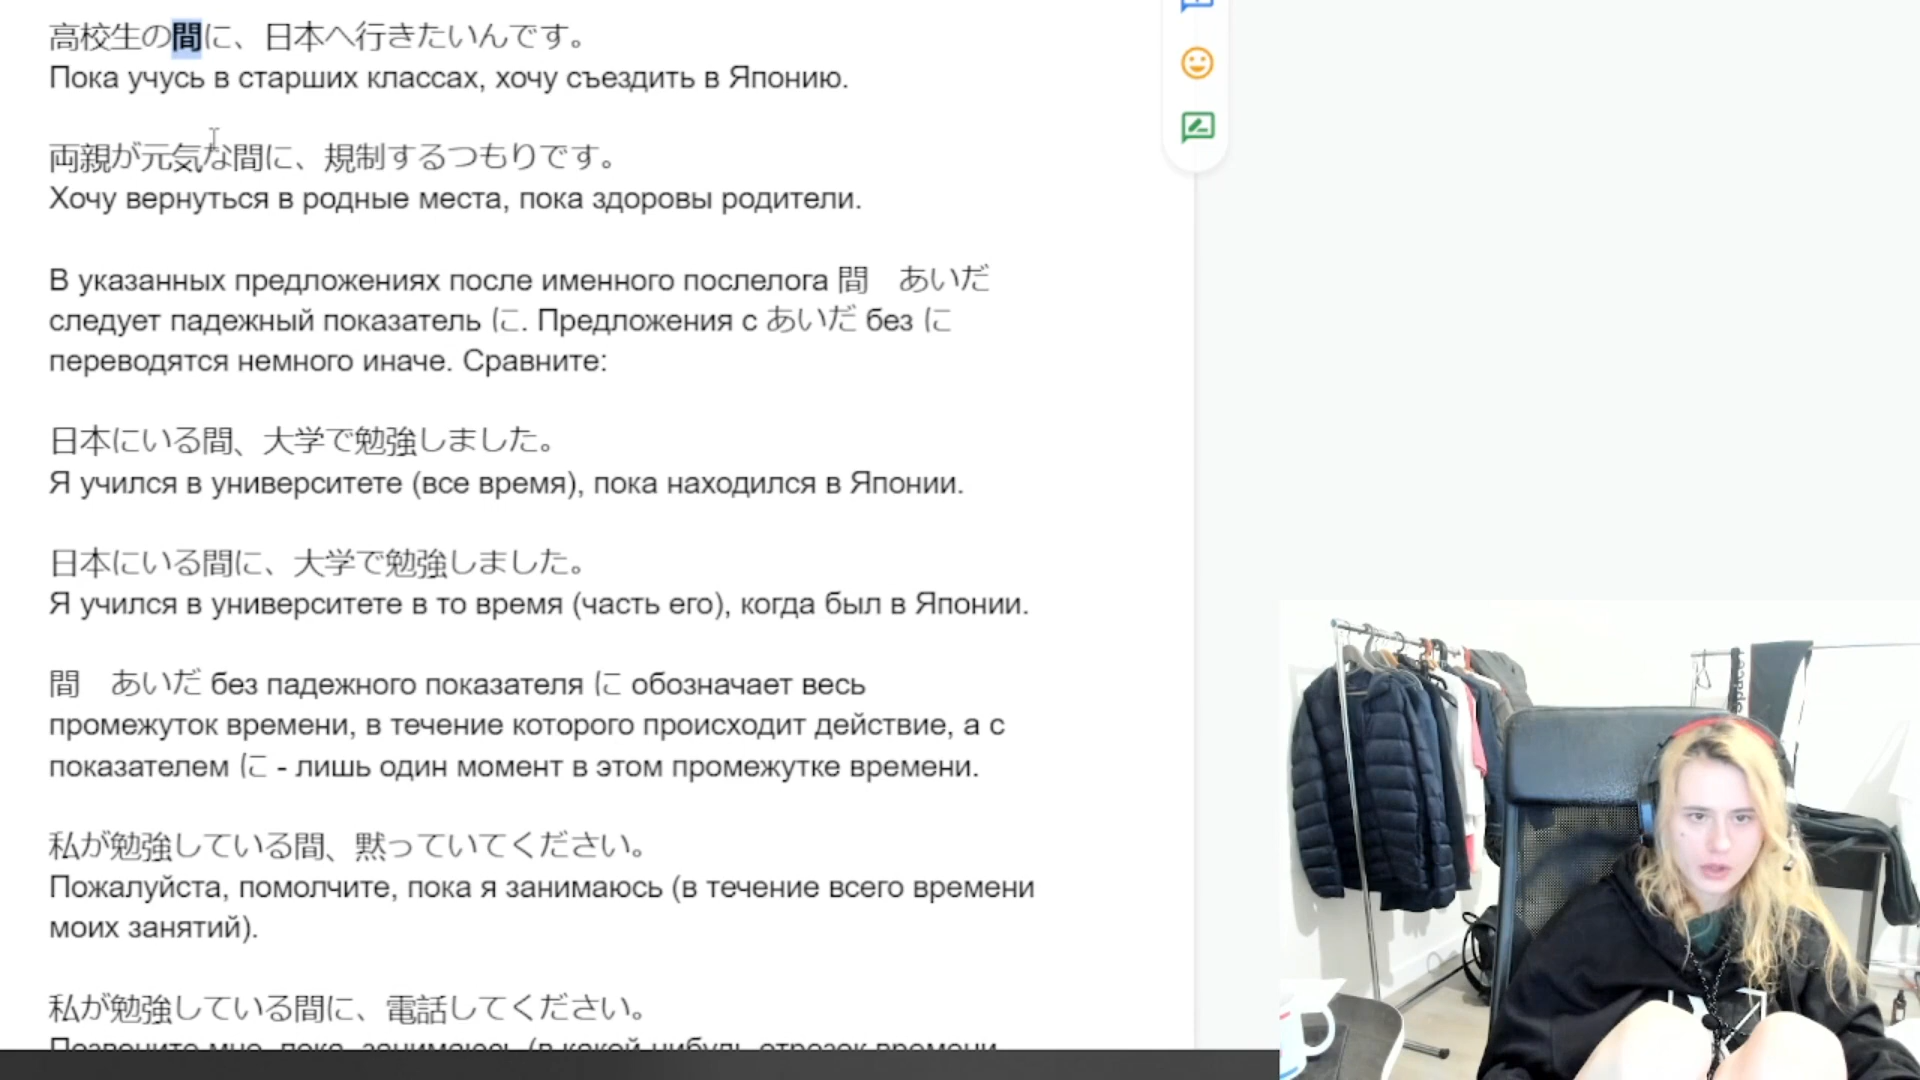 高校生の間に、日本へ行きたいんです。
Пока учусь в старших классах, хочу съездить в Японию.
両親が元気な間に、規制するつもりです。
Хочу вернуться в родные места, пока здоровы родители.
В указанных предложениях после именного послелога 間　あいだ
следует падежный показатель に. Предложения с あいだ без に
переводятся немного иначе. Сравните:
日本にいる間、大学で勉強しました。
Я учился в университете (все время), пока находился в Японии.
日本にいる間に、大学で勉強しました。
Я учился в университете в то время (часть его), когда был в Японии.
間　あいだ без падежного показателя に обозначает весь
промежуток времени, в течение которого происходит действие, а с
показателем に - лишь один момент в этом промежутке времени.
私が勉強している間、黙っていてください。
Пожалуйста, помолчите, пока я занимаюсь (в течение всего времени
моих занятий).
私が勉強している間に、電話してください。
Позвоните мне, пока занимаюсь (в какой-нибудь отрезок времени